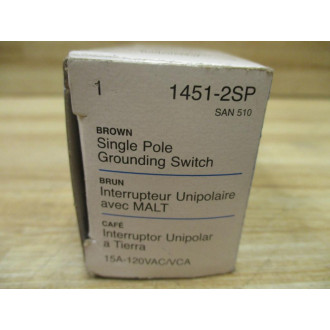 1 1451-2SP
SAN 510
BROWN
Single Pole
Grounding Switch
BRUN
Interrupteur Unipolaire
avec MALT
CAFÉ
Interruptor Unipolar
a Tierra
15A-120VAC/VCA